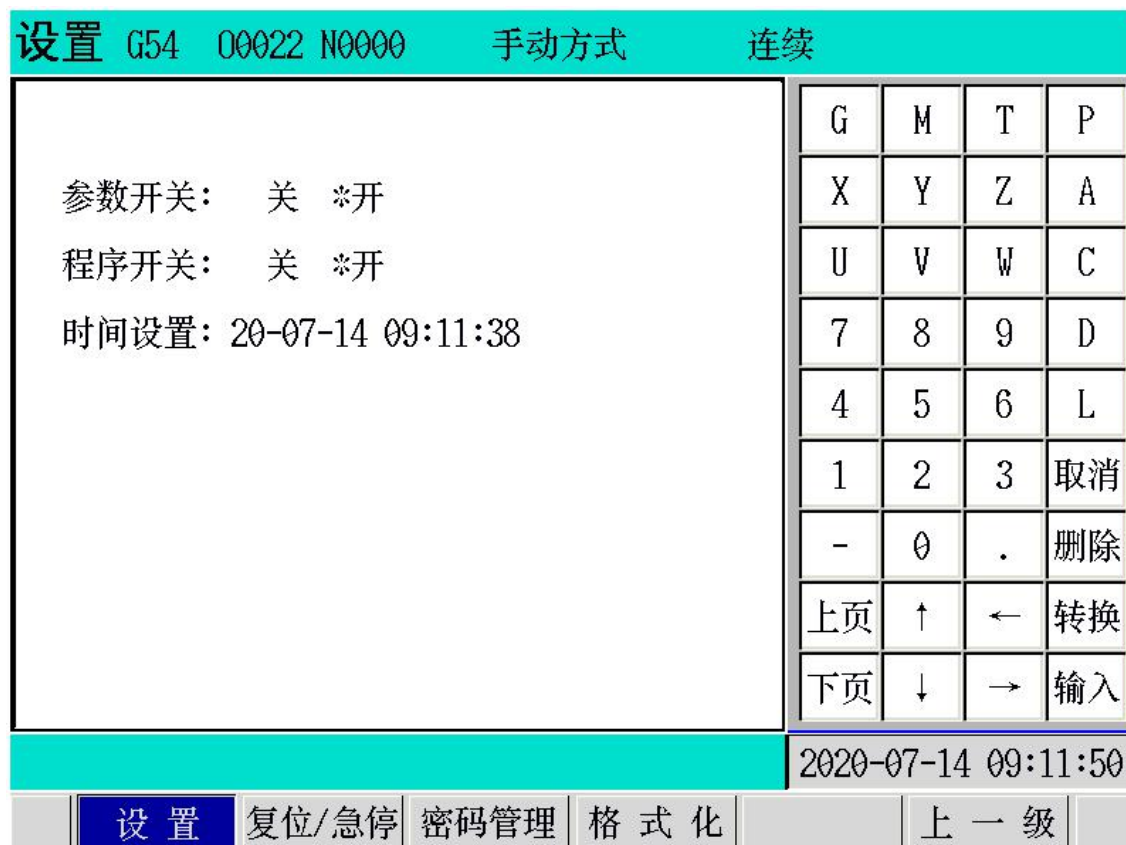 设置 G54 O0022 N0000 手动方式 连续
参数开关： 关 *开
程序开关： 关 *开
时间设置：20-07-14 09:11:38
G M T P
X Y Z A
U V W C
7 8 9 D
4 5 6 L
1 2 3 取消
- 0 . 删除
上页 ↑ ← 转换
下页 ↓ → 输入
2020-07-14 09:11:50
设 置 复位/急停 密码管理 格 式 化 上 一 级